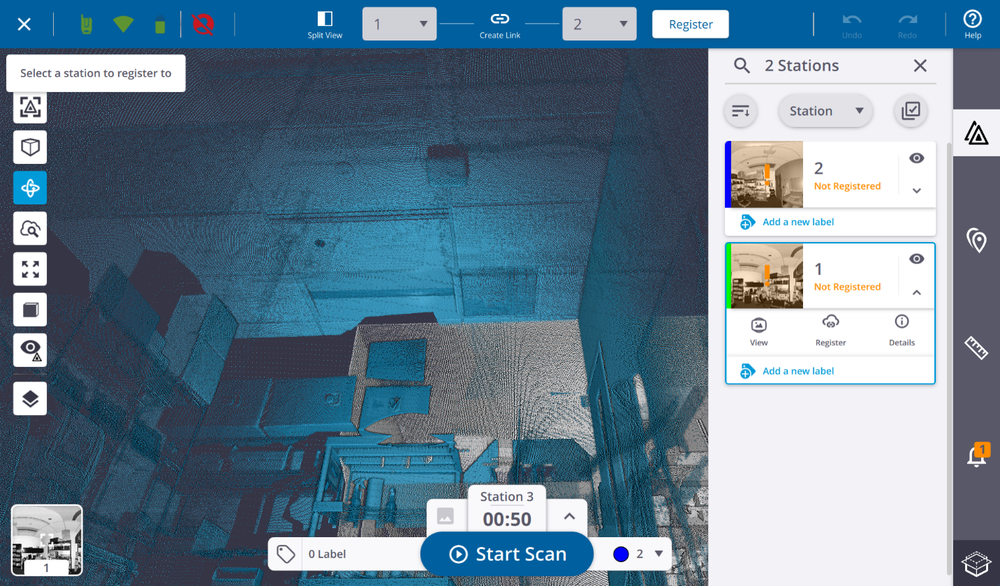 Split View
1
Create Link
2
Register
Undo
Redo
Help
Select a station to register to
2 Stations
Station
2
Not Registered
Add a new label
1
Not Registered
View
Register
Details
Add a new label
1
1
Station 3
00:50
0 Label
Start Scan
2